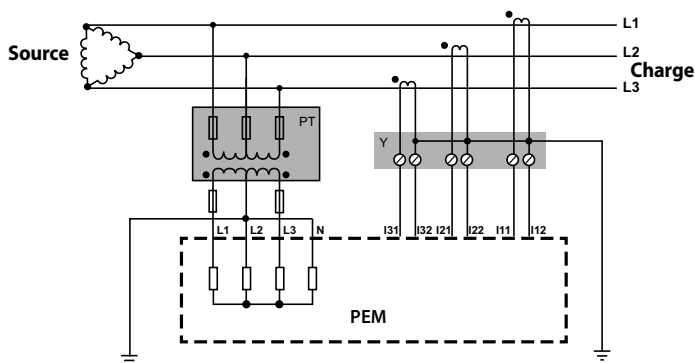 L1
L2
Source
Charge
L3
PT
Y
L1 L2 L3 N I31 I32 I21 I22 I11 I12
PEM